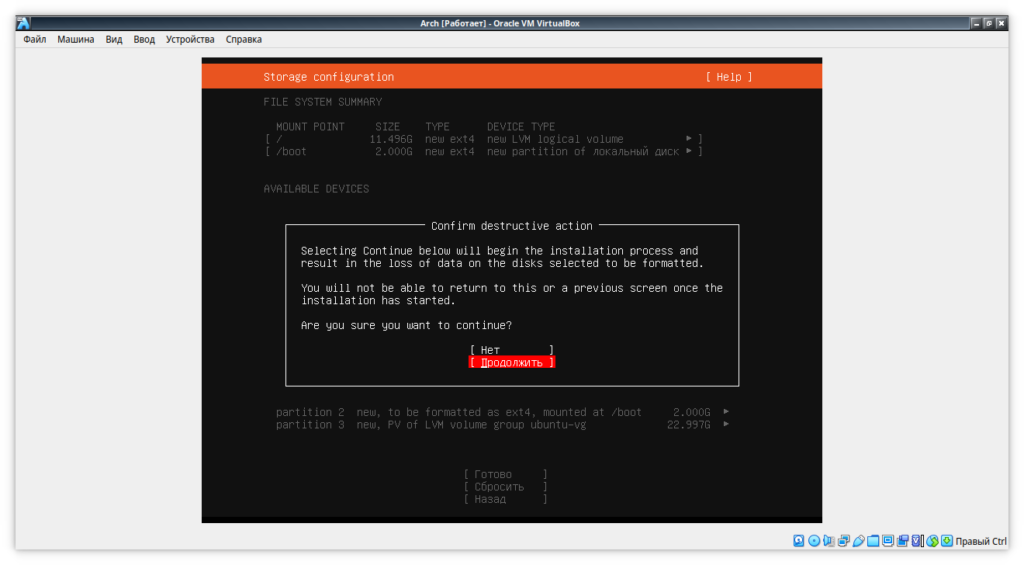 Arch [Работает] - Oracle VM VirtualBox
Файл Машина Вид Ввод Устройства Справка
Storage configuration [ Help ]
FILE SYSTEM SUMMARY
MOUNT POINT SIZE TYPE DEVICE TYPE
[ / 11.496G new ext4 new LVM logical volume ▸ ]
[ /boot 2.000G new ext4 new partition of локальный диск ▸ ]
AVAILABLE DEVICES
Confirm destructive action
Selecting Continue below will begin the installation process and
result in the loss of data on the disks selected to be formatted.
You will not be able to return to this or a previous screen once the
installation has started.
Are you sure you want to continue?
[ Нет ]
[ Продолжить ]
partition 2 new, to be formatted as ext4, mounted at /boot 2.000G ▸
partition 3 new, PV of LVM volume group ubuntu-vg 22.997G ▸
[ Готово ]
[ Сбросить ]
[ Назад ]
Правый Ctrl